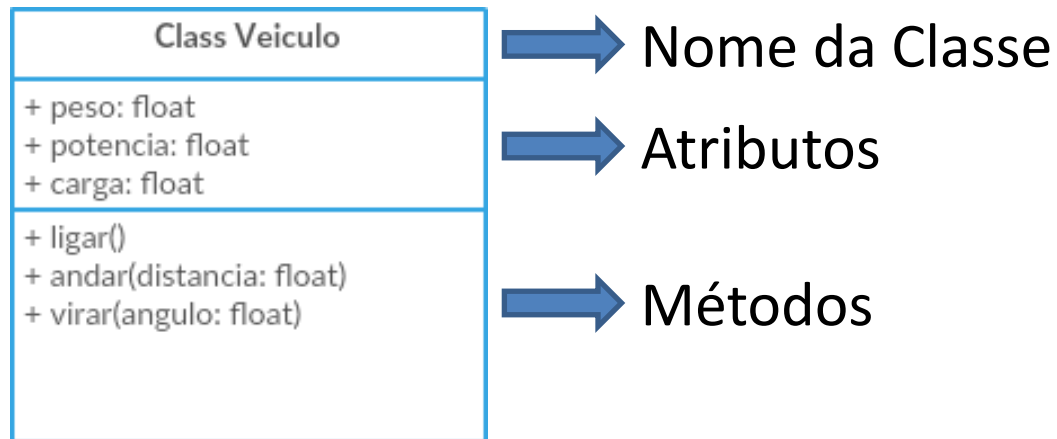 Class Veiculo
Nome da Classe
+ peso: float
+ potencia: float
+ carga: float
Atributos
+ ligar()
+ andar(distancia: float)
+ virar(angulo: float)
Métodos